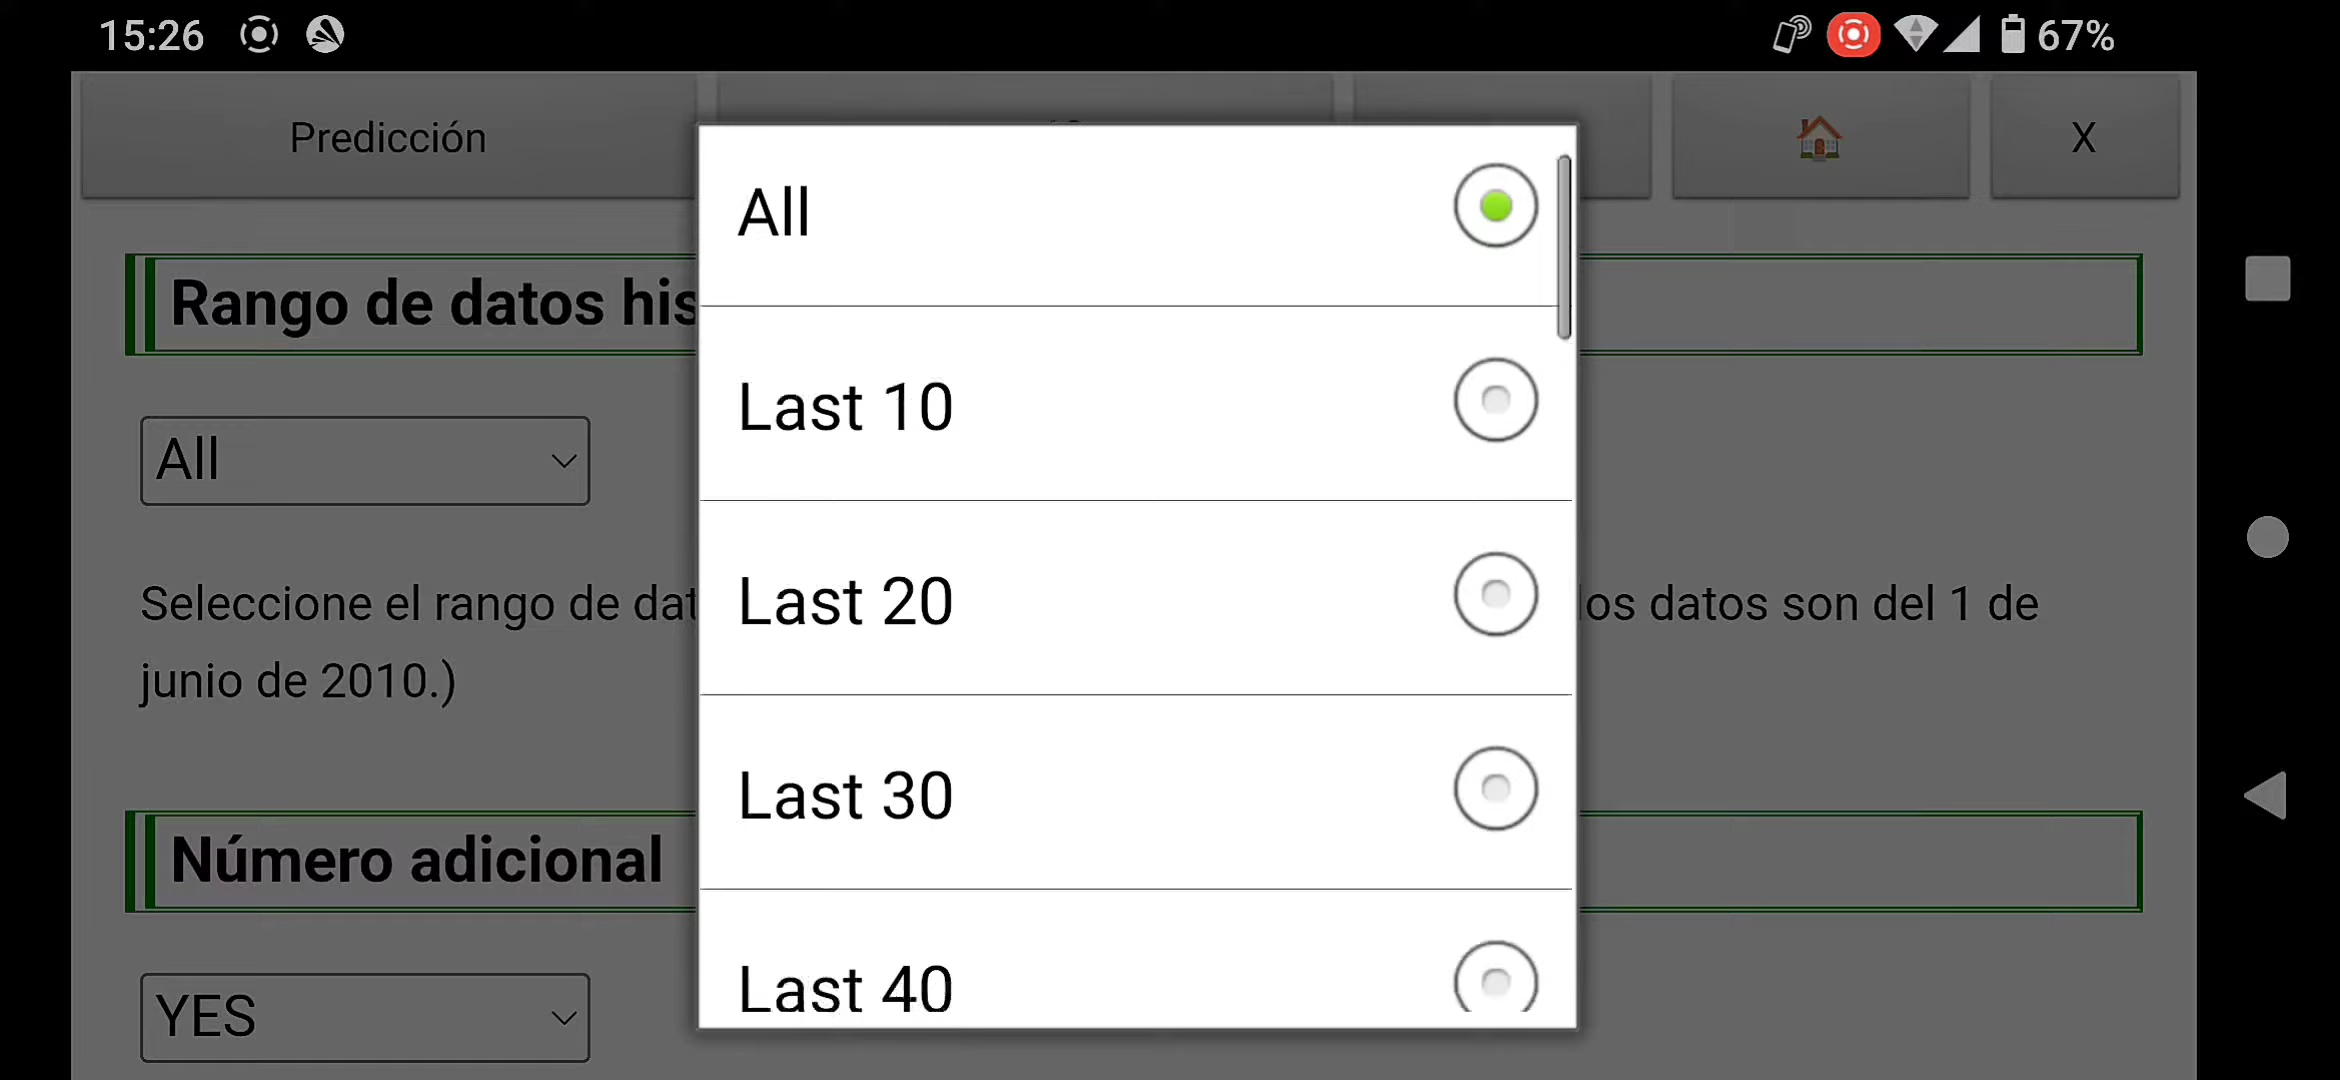 15:26
67%
Predicción
X
Rango de datos his
All
Seleccione el rango de dat
los datos son del 1 de
junio de 2010.)
Número adicional
YES
All
Last 10
Last 20
Last 30
Last 40